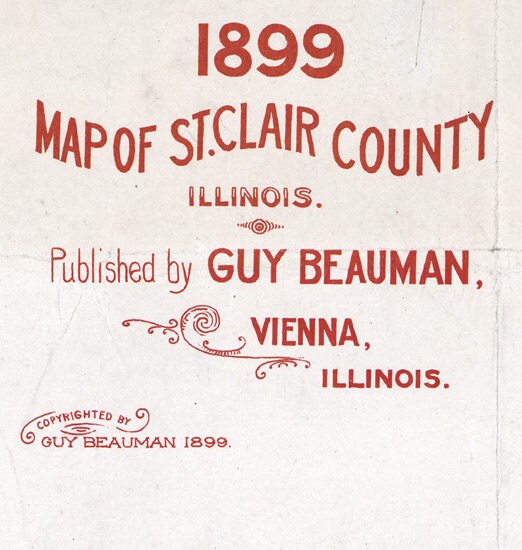 1899
MAP OF ST. CLAIR COUNTY
ILLINOIS.
Published by GUY BEAUMAN,
VIENNA,
ILLINOIS.
COPYRIGHTED BY
GUY BEAUMAN 1899.